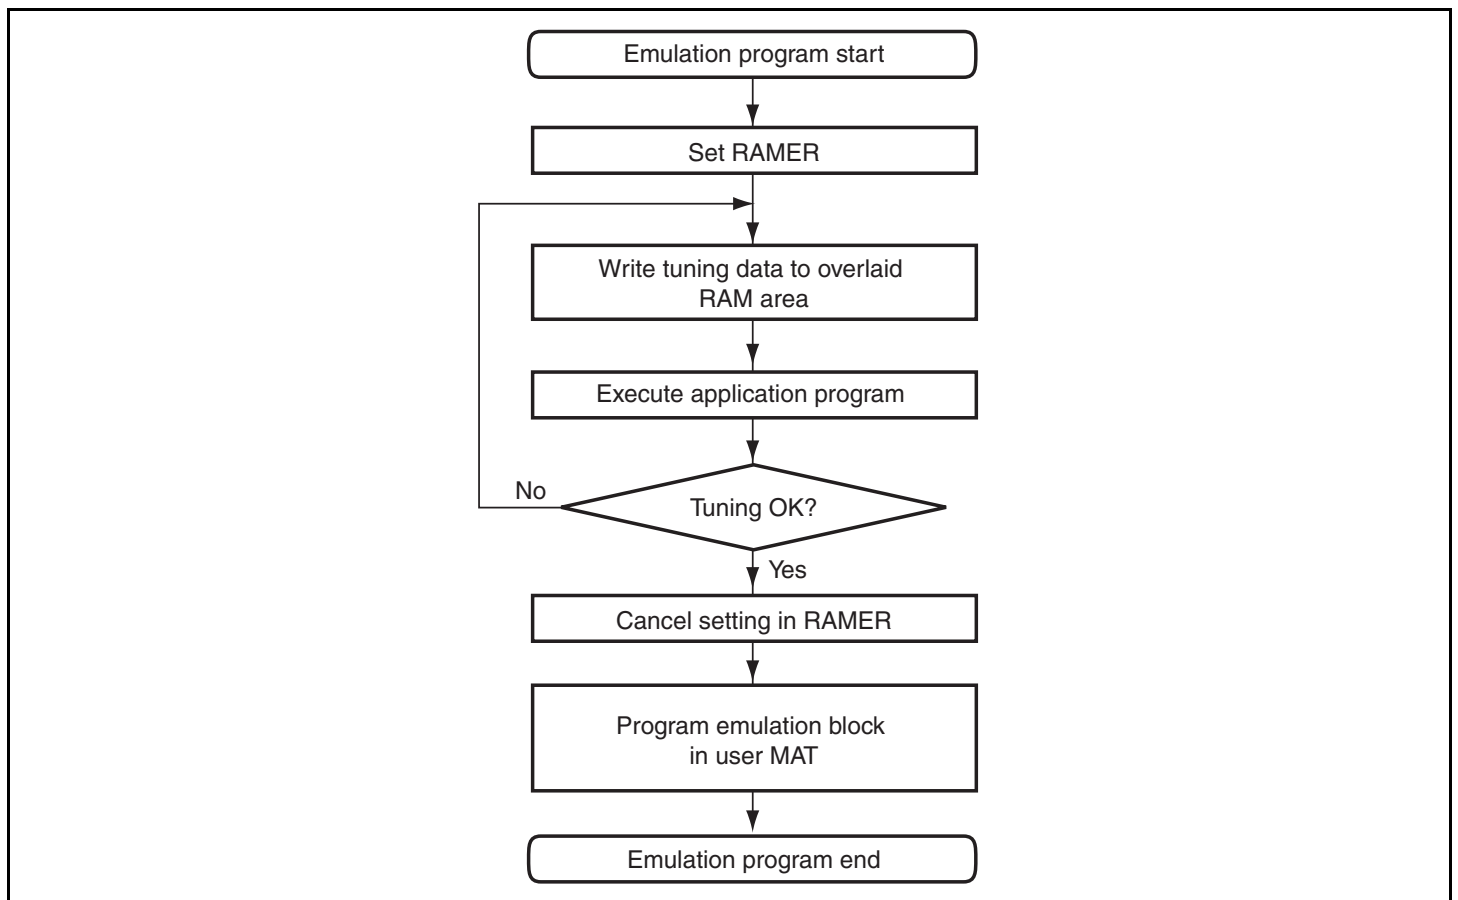 Emulation program start
Set RAMER
Write tuning data to overlaid
RAM area
Execute application program
No
Tuning OK?
Yes
Cancel setting in RAMER
Program emulation block
in user MAT
Emulation program end